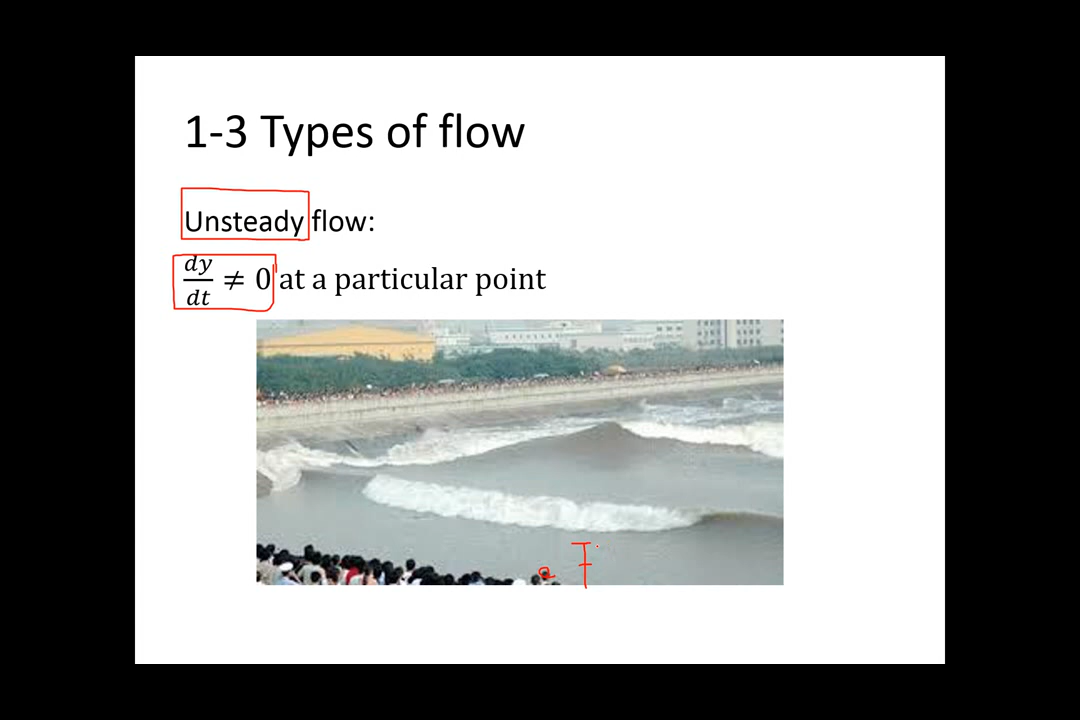 1-3 Types of flow
Unsteady flow:
dy/dt ≠ 0 at a particular point